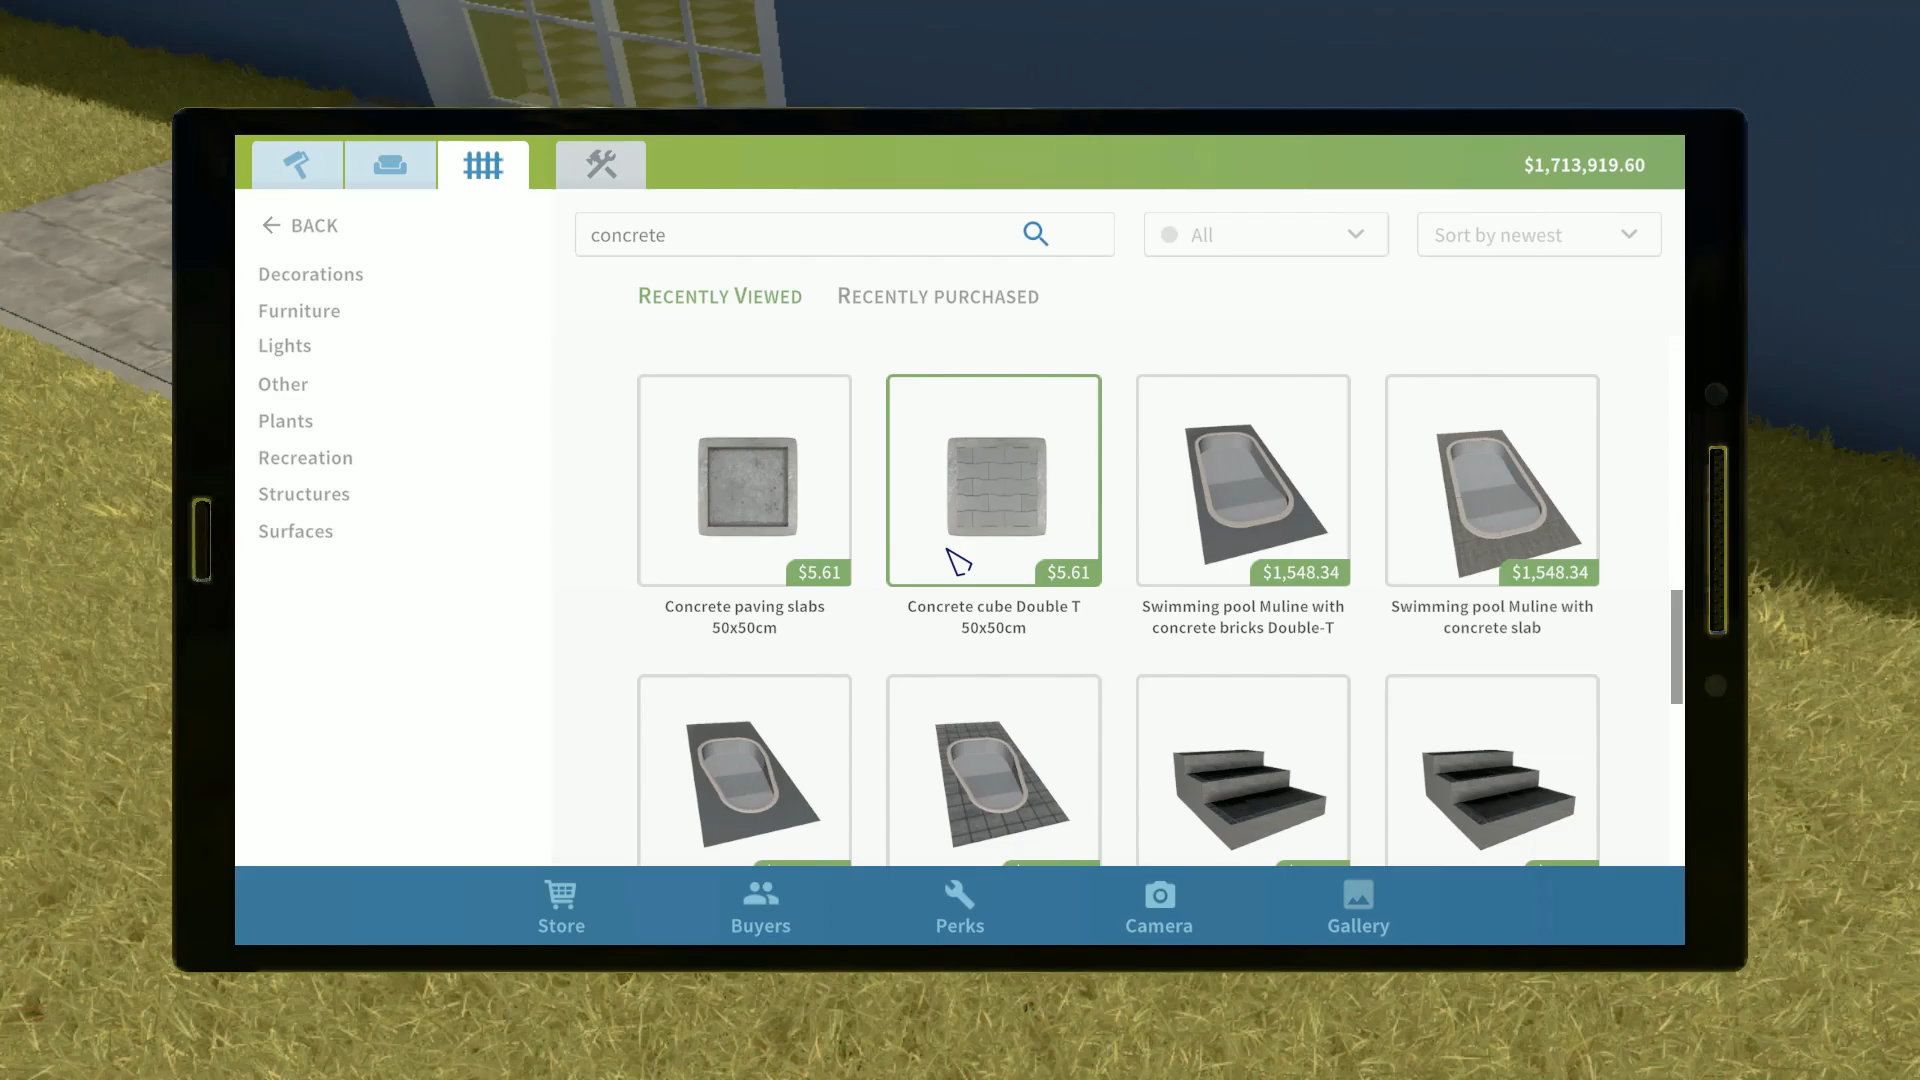 $1,713,919.60
BACK
concrete
All
Sort by newest
Decorations
Furniture
Lights
Other
Plants
Recreation
Structures
Surfaces
RECENTLY VIEWED
RECENTLY PURCHASED
$5.61
$5.61
$1,548.34
$1,548.34
Concrete paving slabs
50x50cm
Concrete cube Double T
50x50cm
Swimming pool Muline with
concrete bricks Double-T
Swimming pool Muline with
concrete slab
Store
Buyers
Perks
Camera
Gallery